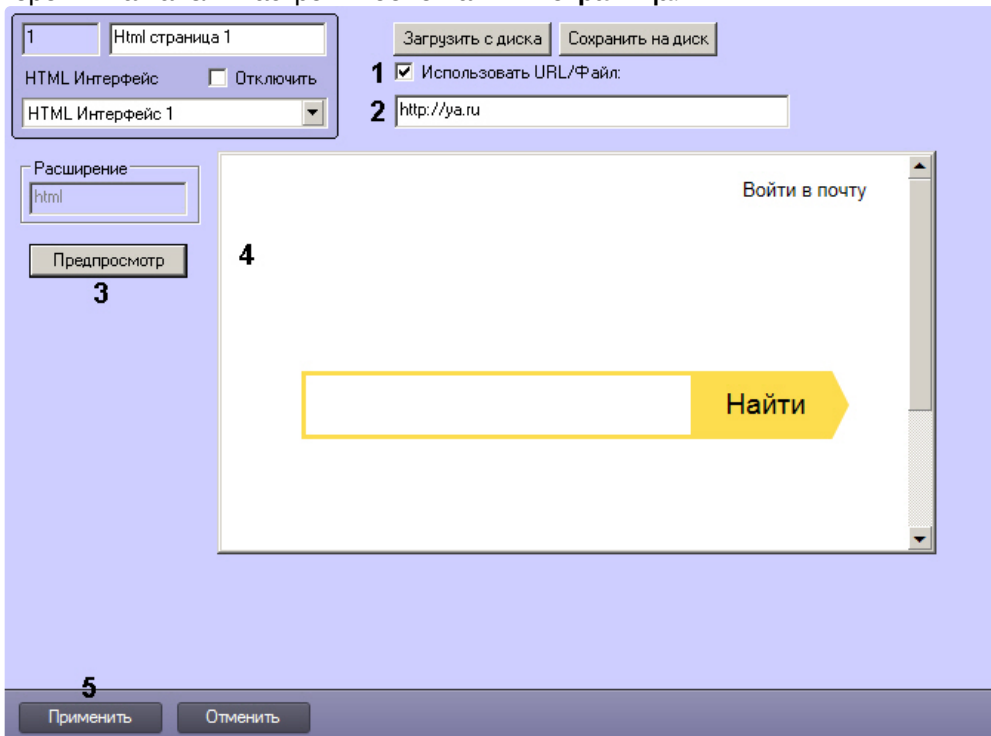 1 Html страница 1
HTML Интерфейс Отключить
HTML Интерфейс 1
Загрузить с диска Сохранить на диск
1 Использовать URL/Файл:
2 http://ya.ru
Расширение
html
Предпросмотр
3
4
Войти в почту
Найти
5
Применить Отменить